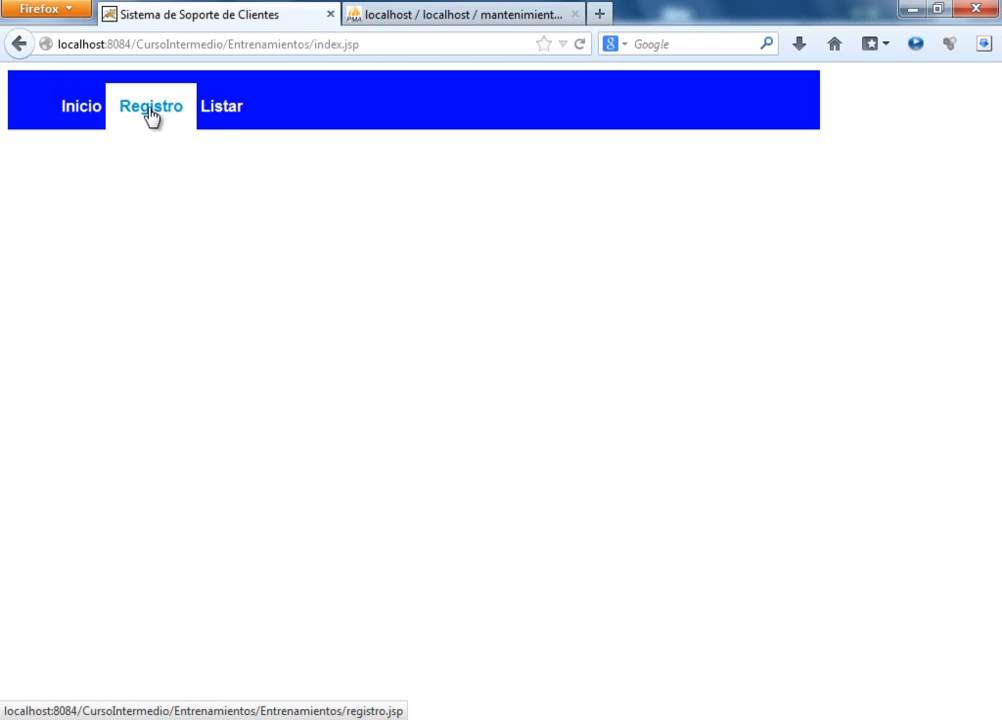 Firefox
Sistema de Soporte de Clientes
localhost / localhost / mantenimient...
localhost:8084/CursoIntermedio/Entrenamientos/index.jsp
Google
Inicio Registro Listar
localhost:8084/CursoIntermedio/Entrenamientos/Entrenamientos/registro.jsp